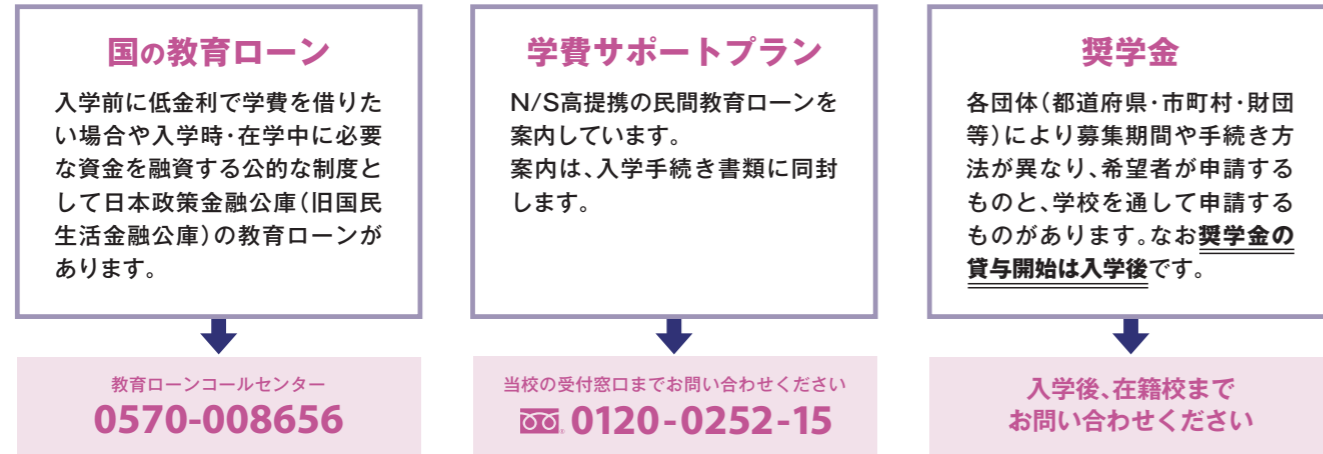 国の教育ローン
入学前に低金利で学費を借りた
い場合や入学時・在学中に必要
な資金を融資する公的な制度と
して日本政策金融公庫（旧国民
生活金融公庫）の教育ローンが
あります。
教育ローンコールセンター
0570-008656
学費サポートプラン
N/S高提携の民間教育ローンを
案内しています。
案内は、入学手続き書類に同封
します。
当校の受付窓口までお問い合わせください
0120-0252-15
奨学金
各団体（都道府県・市町村・財団
等）により募集期間や手続き方
法が異なり、希望者が申請する
ものと、学校を通して申請する
ものがあります。なお奨学金の
貸与開始は入学後です。
入学後、在籍校まで
お問い合わせください